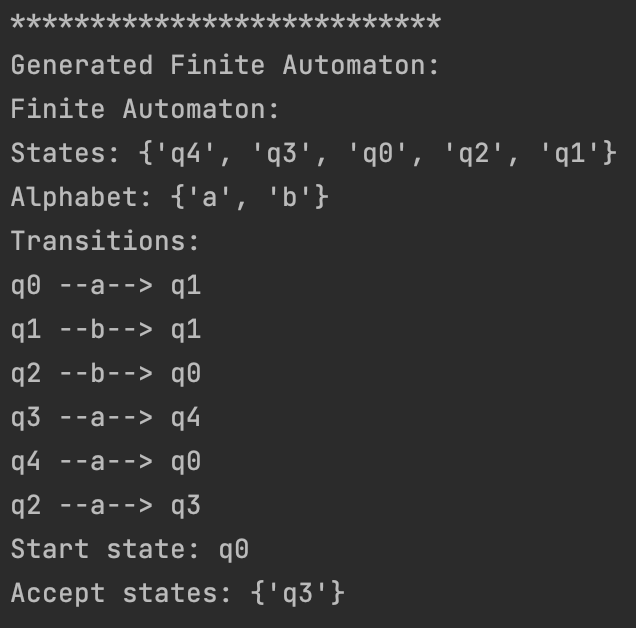 ***************************
Generated Finite Automaton:
Finite Automaton:
States: {'q4', 'q3', 'q0', 'q2', 'q1'}
Alphabet: {'a', 'b'}
Transitions:
q0 --a--> q1
q1 --b--> q1
q2 --b--> q0
q3 --a--> q4
q4 --a--> q0
q2 --a--> q3
Start state: q0
Accept states: {'q3'}